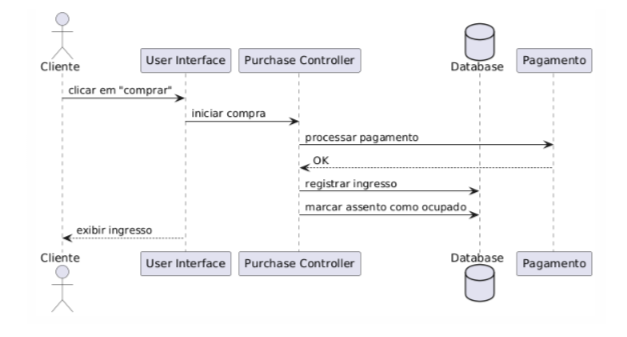 Cliente
User Interface
Purchase Controller
Database
Pagamento
clicar em "comprar"
iniciar compra
processar pagamento
OK
registrar ingresso
marcar assento como ocupado
exibir ingresso
Cliente
User Interface
Purchase Controller
Database
Pagamento